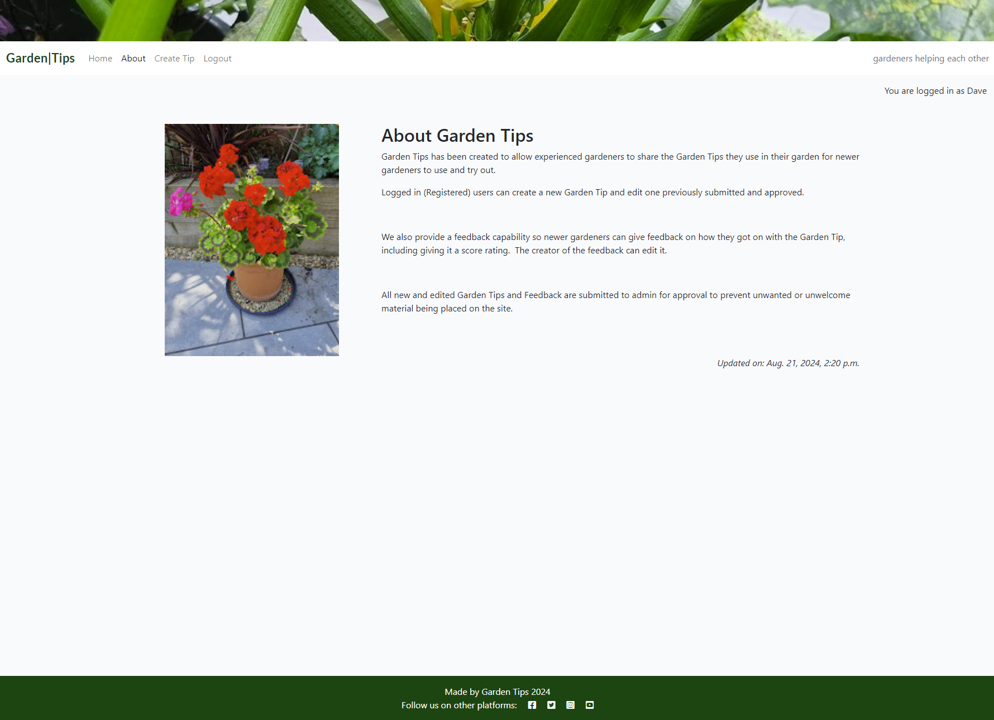 Garden|Tips Home About Create Tip Logout gardeners helping each other
You are logged in as Dave
About Garden Tips
Garden Tips has been created to allow experienced gardeners to share the Garden Tips they use in their garden for newer
gardeners to use and try out.
Logged in (Registered) users can create a new Garden Tip and edit one previously submitted and approved.
We also provide a feedback capability so newer gardeners can give feedback on how they got on with the Garden Tip,
including giving it a score rating.  The creator of the feedback can edit it.
All new and edited Garden Tips and Feedback are submitted to admin for approval to prevent unwanted or unwelcome
material being placed on the site.
Updated on: Aug. 21, 2024, 2:20 p.m.
Made by Garden Tips 2024
Follow us on other platforms: